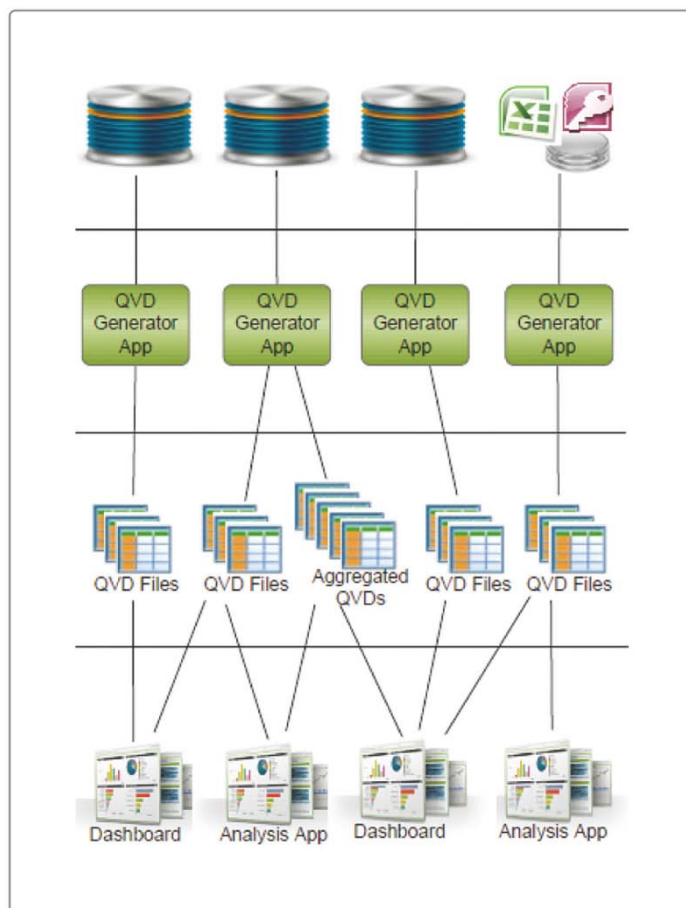 QVD
Generator
App
QVD
Generator
App
QVD
Generator
App
QVD
Generator
App
QVD Files
QVD Files
Aggregated
QVDs
QVD Files
QVD Files
Dashboard
Analysis App
Dashboard
Analysis App